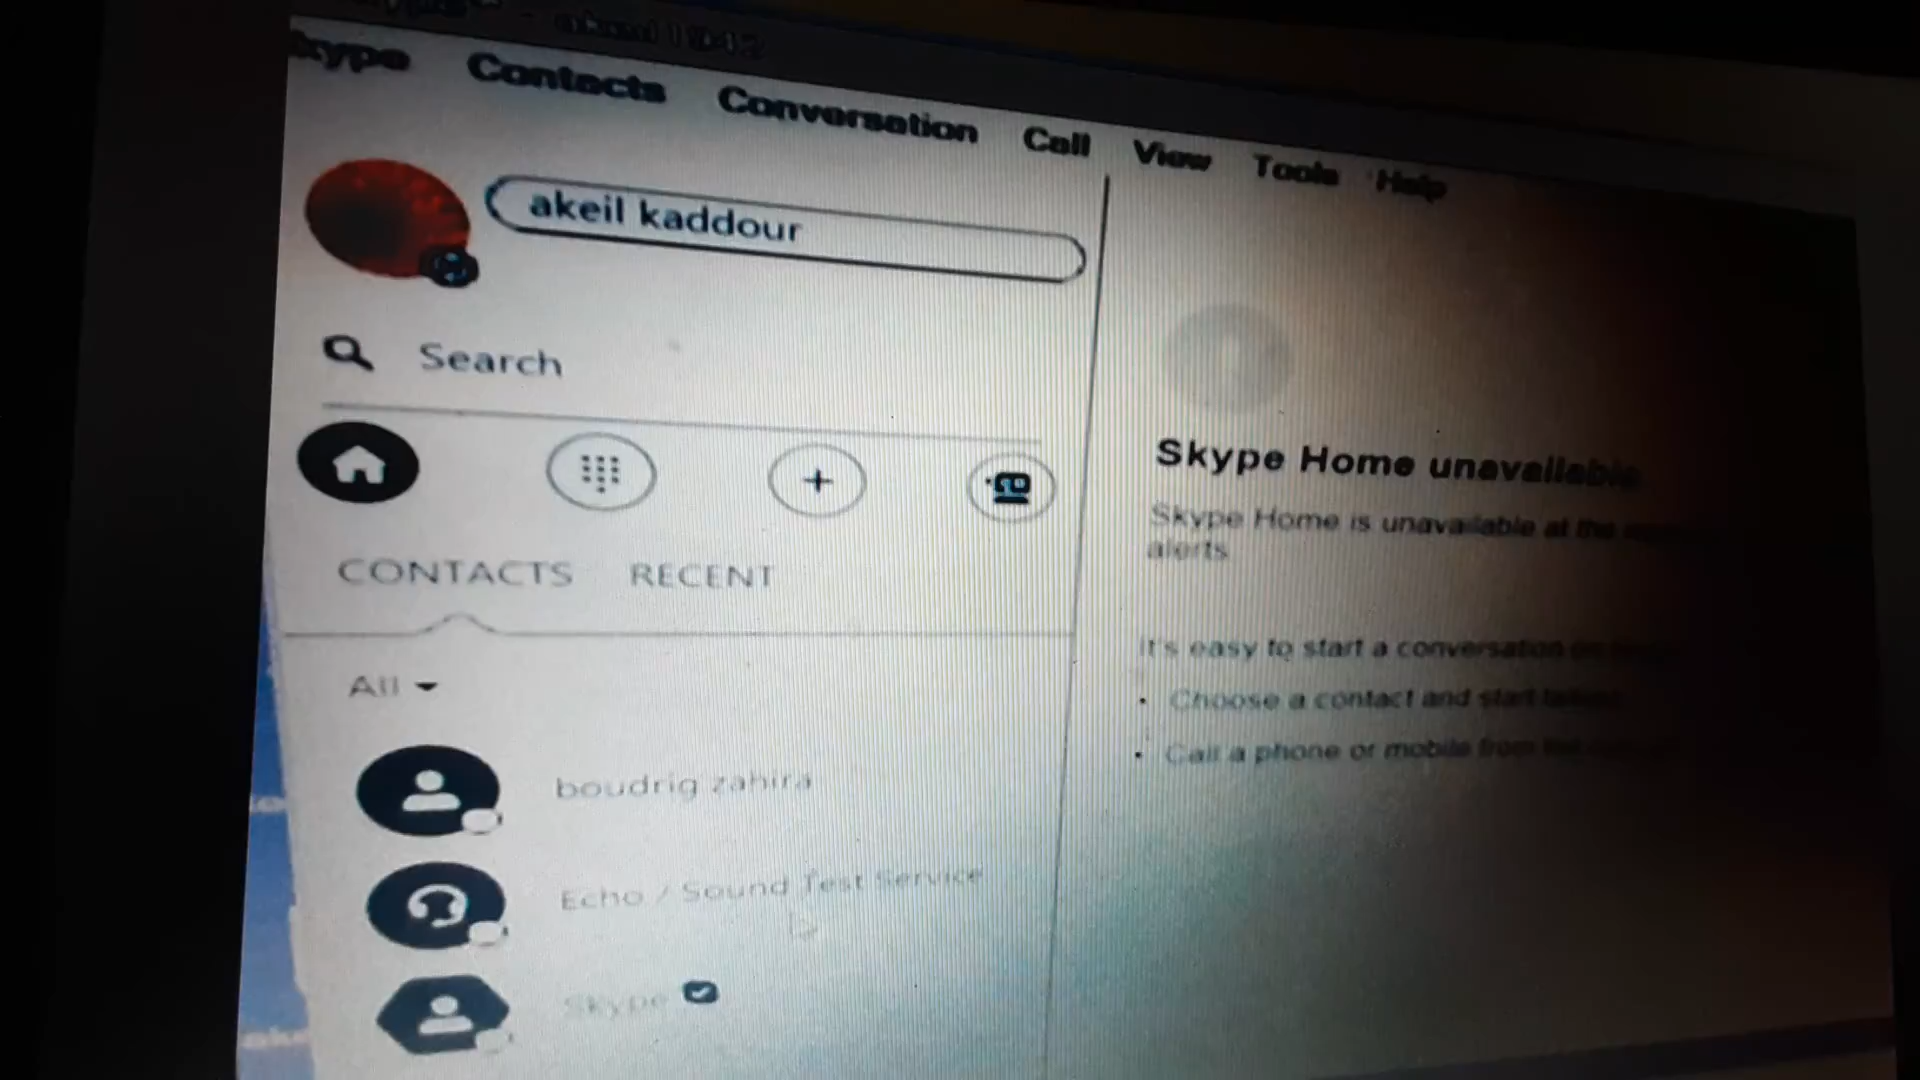 Contacts Conversation Call View Tools Help
akeil kaddour
Search
CONTACTS RECENT
All
boudrig zahira
Echo / Sound Test Service
Skype
Skype Home unavailable
Skype Home is unavailable at the
alerts
It's easy to start a conversation
Choose a contact and start
Call a phone or mobile from